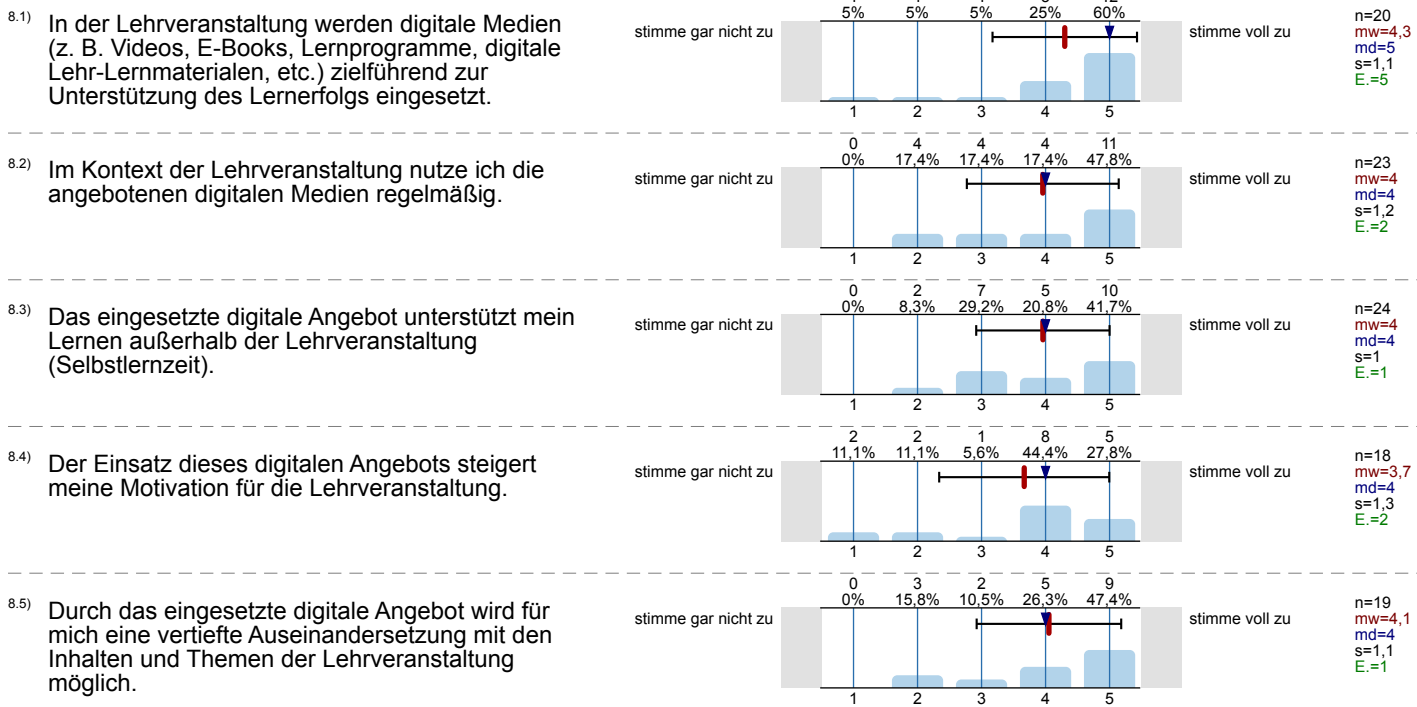 5% 5% 5% 25% 60%
8.1) In der Lehrveranstaltung werden digitale Medien
(z. B. Videos, E-Books, Lernprogramme, digitale
Lehr-Lernmaterialen, etc.) zielführend zur
Unterstützung des Lernerfolgs eingesetzt.
stimme gar nicht zu
stimme voll zu
n=20
mw=4,3
md=5
s=1,1
E.=5
1 2 3 4 5
0 4 4 4 11
0% 17,4% 17,4% 17,4% 47,8%
8.2) Im Kontext der Lehrveranstaltung nutze ich die
angebotenen digitalen Medien regelmäßig.
stimme gar nicht zu
stimme voll zu
n=23
mw=4
md=4
s=1,2
E.=2
1 2 3 4 5
0 2 7 5 10
0% 8,3% 29,2% 20,8% 41,7%
8.3) Das eingesetzte digitale Angebot unterstützt mein
Lernen außerhalb der Lehrveranstaltung
(Selbstlernzeit).
stimme gar nicht zu
stimme voll zu
n=24
mw=4
md=4
s=1
E.=1
1 2 3 4 5
2 2 1 8 5
11,1% 11,1% 5,6% 44,4% 27,8%
8.4) Der Einsatz dieses digitalen Angebots steigert
meine Motivation für die Lehrveranstaltung.
stimme gar nicht zu
stimme voll zu
n=18
mw=3,7
md=4
s=1,3
E.=2
1 2 3 4 5
0 3 2 5 9
0% 15,8% 10,5% 26,3% 47,4%
8.5) Durch das eingesetzte digitale Angebot wird für
mich eine vertiefte Auseinandersetzung mit den
Inhalten und Themen der Lehrveranstaltung
möglich.
stimme gar nicht zu
stimme voll zu
n=19
mw=4,1
md=4
s=1,1
E.=1
1 2 3 4 5